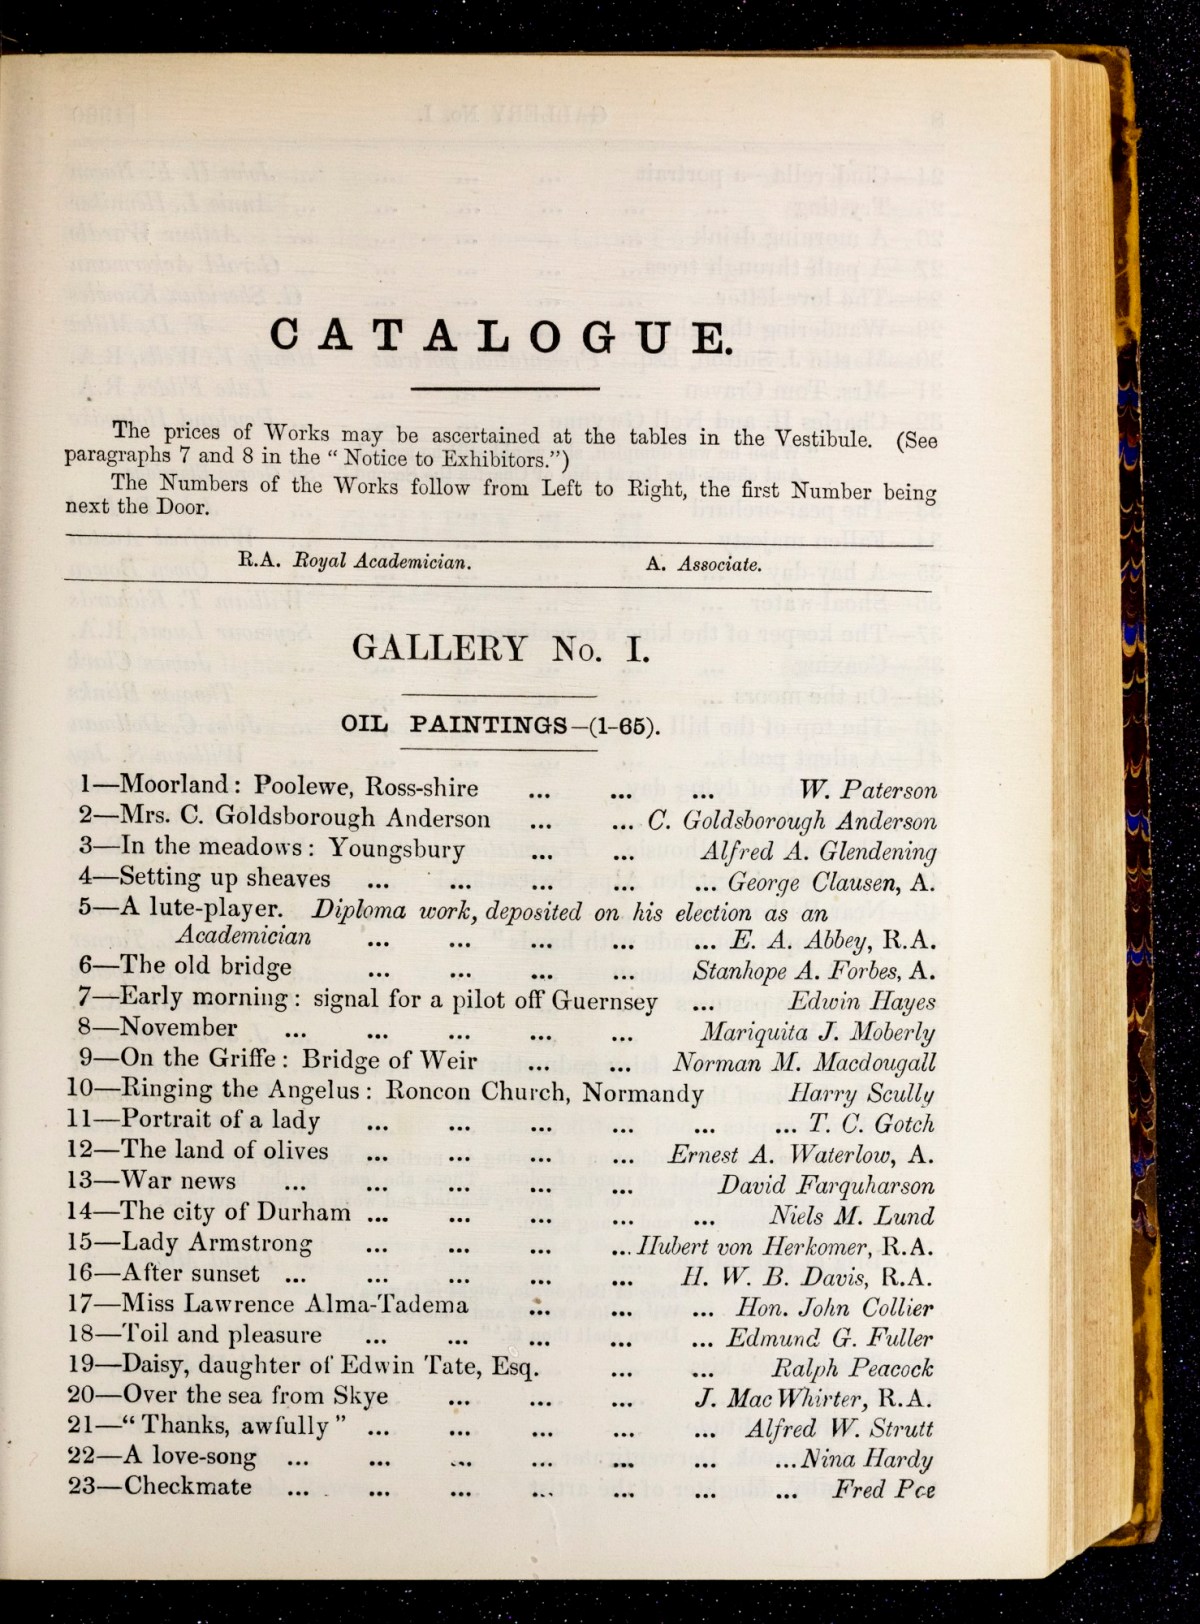 CATALOGUE.
The prices of Works may be ascertained at the tables in the Vestibule. (See
paragraphs 7 and 8 in the “ Notice to Exhibitors.”)
The Numbers of the Works follow from Left to Right, the first Number being
next the Door.
R.A. Royal Academician. A. Associate.
GALLERY No. I.
OIL PAINTINGS—(1-65).
1—Moorland: Poolewe, Ross-shire ... ... ... W. Paterson
2—Mrs. C. Goldsborough Anderson ... ... C. Goldsborough Anderson
3—In the meadows: Youngsbury ... ... Alfred A. Glendening
4—Setting up sheaves ... ... ... ... ... George Clausen, A.
5—A lute-player. Diploma work, deposited on his election as an
Academician ... ... ... ... ... E. A. Abbey, R.A.
6—The old bridge ... ... ... ... Stanhope A. Forbes, A.
7—Early morning: signal for a pilot off Guernsey ... Edwin Hayes
8—November ... ... ... ... ... Mariquita J. Moberly
9—On the Griffe: Bridge of Weir ... ... Norman M. Macdougall
10—Ringing the Angelus: Roncon Church, Normandy Harry Scully
11—Portrait of a lady ... ... ... ... ... ... T. C. Gotch
12—The land of olives ... ... ... ... Ernest A. Waterlow, A.
13—War news ... ... ... ... ... David Farquharson
14—The city of Durham ... ... ... ... ... Niels M. Lund
15—Lady Armstrong ... ... ... ... Hubert von Herkomer, R.A.
16—After sunset ... ... ... ... ... H. W. B. Davis, R.A.
17—Miss Lawrence Alma-Tadema ... ... ... Hon. John Collier
18—Toil and pleasure ... ... ... ... ... Edmund G. Fuller
19—Daisy, daughter of Edwin Tate, Esq. ... ... Ralph Peacock
20—Over the sea from Skye ... ... ... J. MacWhirter, R.A.
21—“ Thanks, awfully ” ... ... ... ... ... Alfred W. Strutt
22—A love-song ... ... ... ... ... ... ... Nina Hardy
23—Checkmate ... ... ... ... ... ... ... Fred Poe